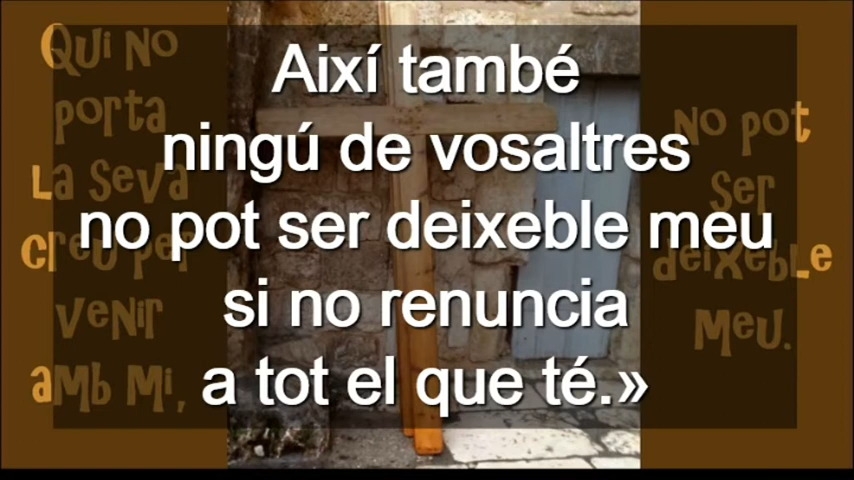 Així també
ningú de vosaltres
no pot ser deixeble meu
si no renuncia
a tot el que té.»
Qui no
porta
la seva
creu per
venir
amb mi,
No pot
ser
deixeble
meu.